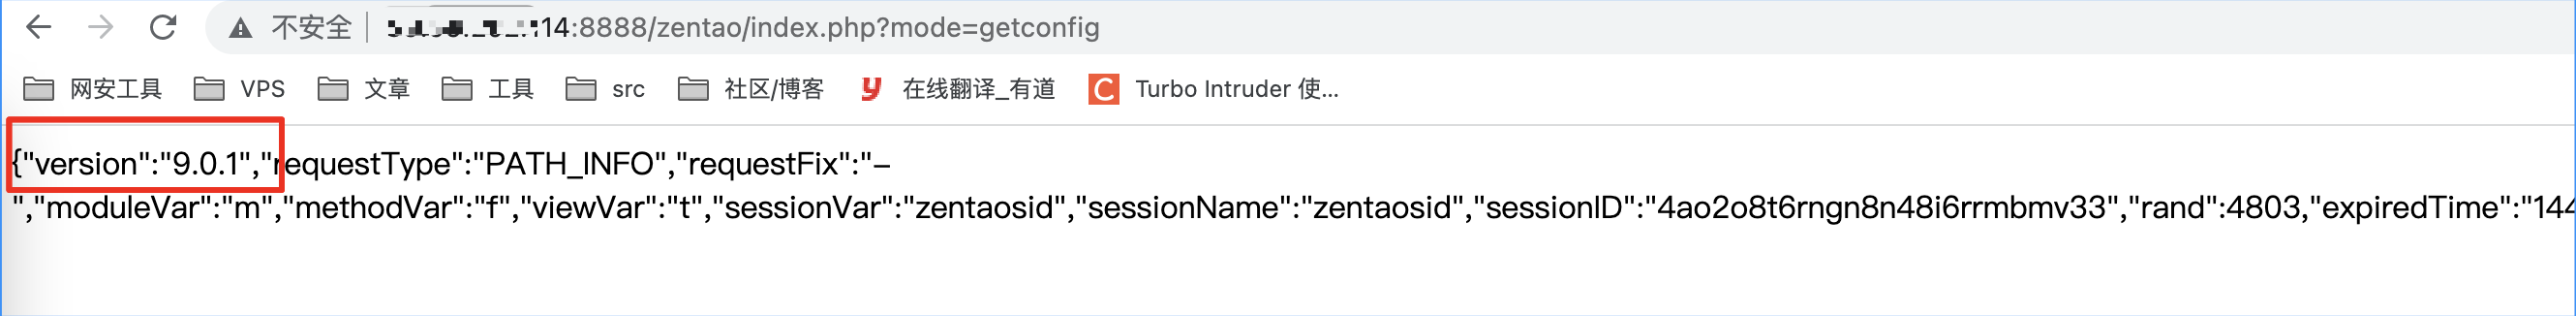 不安全 14:8888/zentao/index.php?mode=getconfig
网安工具 VPS 文章 工具 src 社区/博客 y 在线翻译_有道 C Turbo Intruder 使...
{"version":"9.0.1","requestType":"PATH_INFO","requestFix":"-
","moduleVar":"m","methodVar":"f","viewVar":"t","sessionVar":"zentaosid","sessionName":"zentaosid","sessionID":"4ao2o8t6rngn8n48i6rrmbmv33","rand":4803,"expiredTime":"144